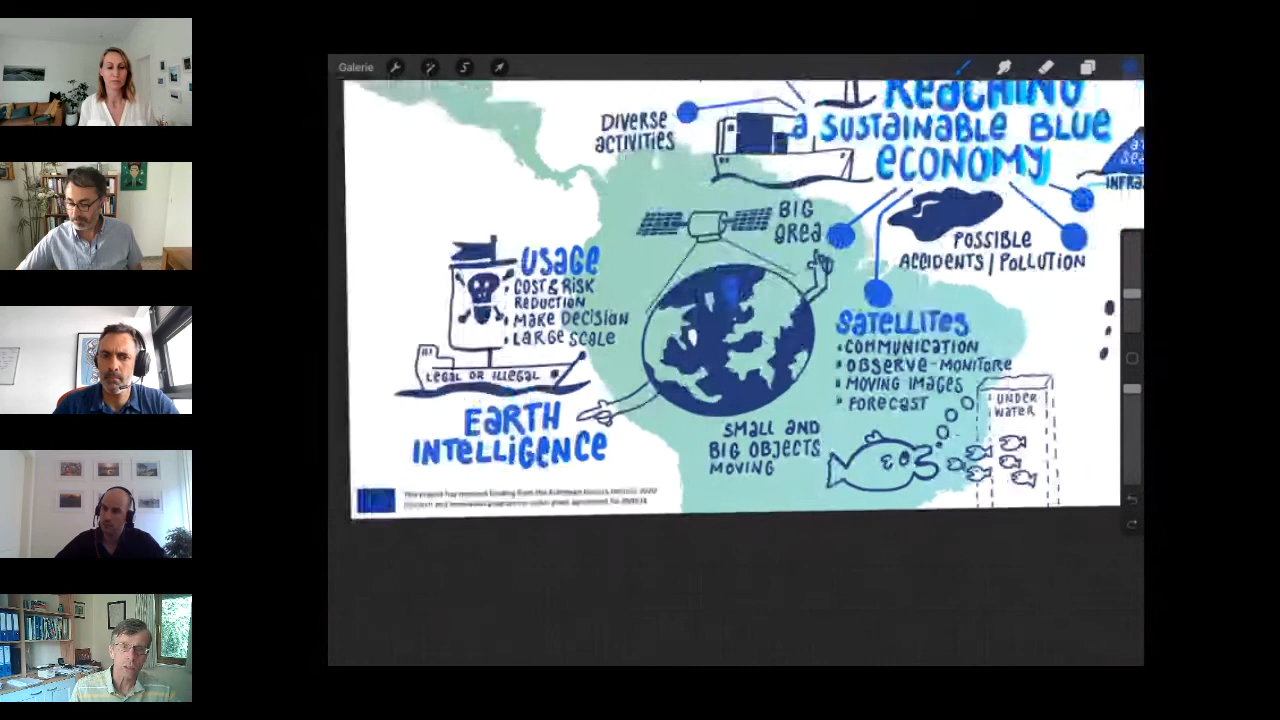 Galerie
REACHING
a SUSTAINABLE BLUE
ECONOMY
DIVERSE
ACTIVITIES
INFRA
BIG
AREA
POSSIBLE
ACCIDENTS / POLLUTION
USAGE
• COST & RISK
REDUCTION
• MAKE DECISION
• LARGE SCALE
LEGAL OR ILLEGAL
EARTH
INTELLIGENCE
SATELLITES
• COMMUNICATION
• OBSERVE-MONITORE
• MOVING IMAGES
• FORECAST
UNDER
WATER
SMALL AND
BIG OBJECTS
MOVING